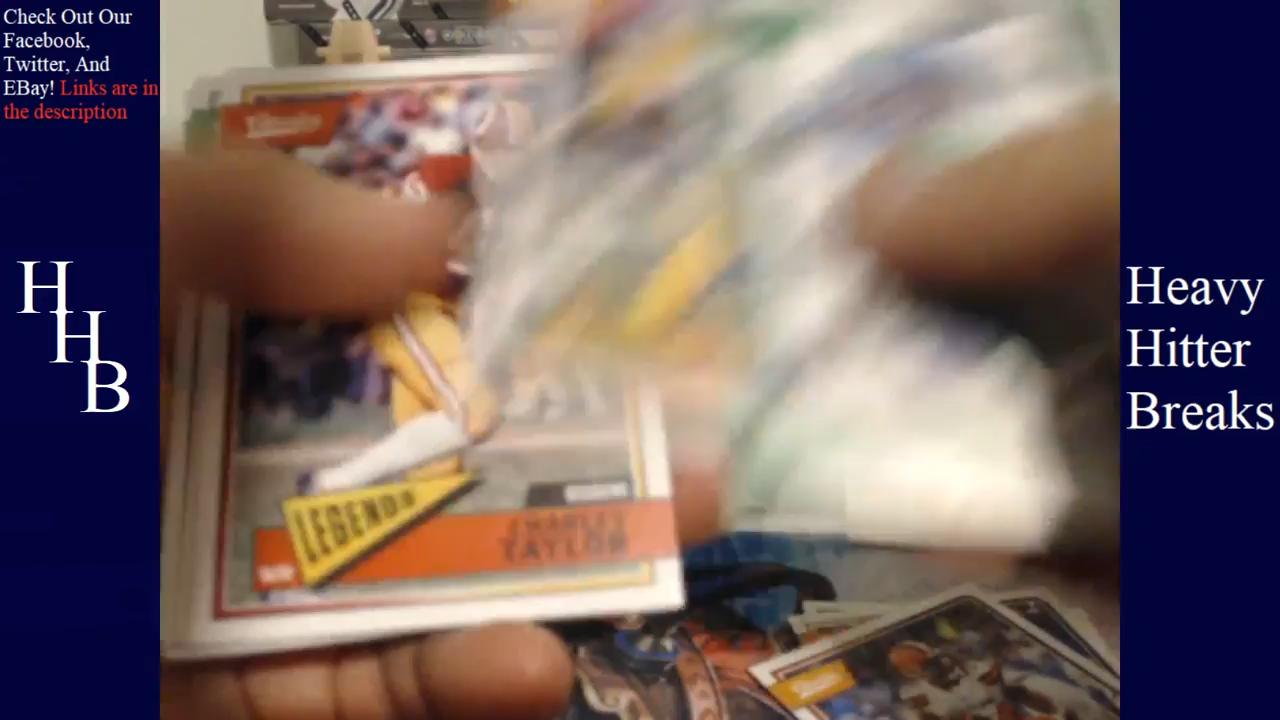 Check Out Our
Facebook,
Twitter, And
EBay! Links are in
the description
H
H
B
Heavy
Hitter
Breaks
LEGENDS
CHARLEY
TAYLOR